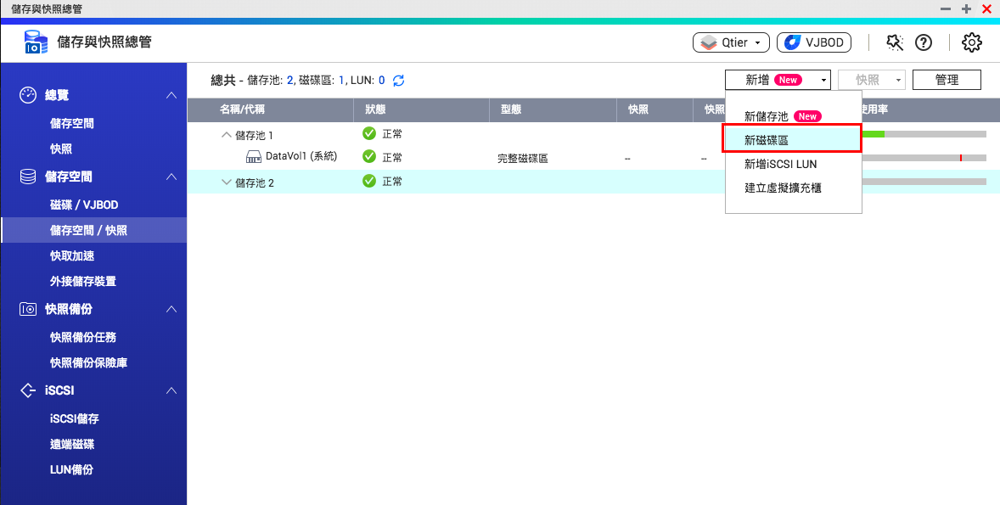 儲存與快照總管
儲存與快照總管
Qtier
VJBOD
總覽
儲存空間
快照
儲存空間
磁碟 / VJBOD
儲存空間 / 快照
快取加速
外接儲存裝置
快照備份
快照備份任務
快照備份保險庫
iSCSI
iSCSI儲存
遠端磁碟
LUN備份
總共 - 儲存池: 2, 磁碟區: 1, LUN: 0
新增 New
快照
管理
名稱/代稱 狀態 型態 快照 快照 使用率
儲存池 1 正常
DataVol1 (系統) 正常 完整磁碟區 -- --
儲存池 2 正常
新儲存池 New
新磁碟區
新增iSCSI LUN
建立虛擬擴充櫃